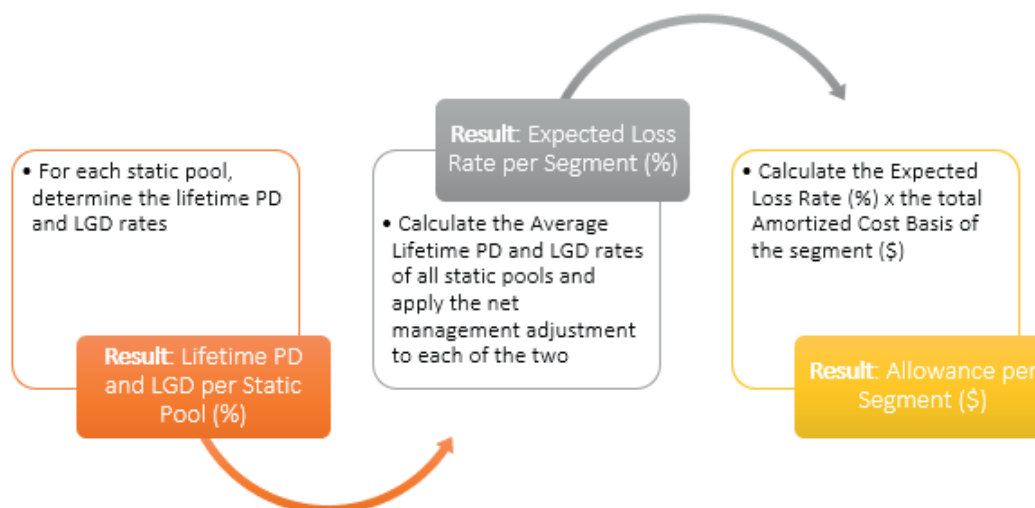 • For each static pool,
determine the lifetime PD
and LGD rates
Result: Lifetime PD
and LGD per Static
Pool (%)
Result: Expected Loss
Rate per Segment (%)
• Calculate the Average
Lifetime PD and LGD rates
of all static pools and
apply the net
management adjustment
to each of the two
• Calculate the Expected
Loss Rate (%) x the total
Amortized Cost Basis of
the segment ($)
Result: Allowance per
Segment ($)